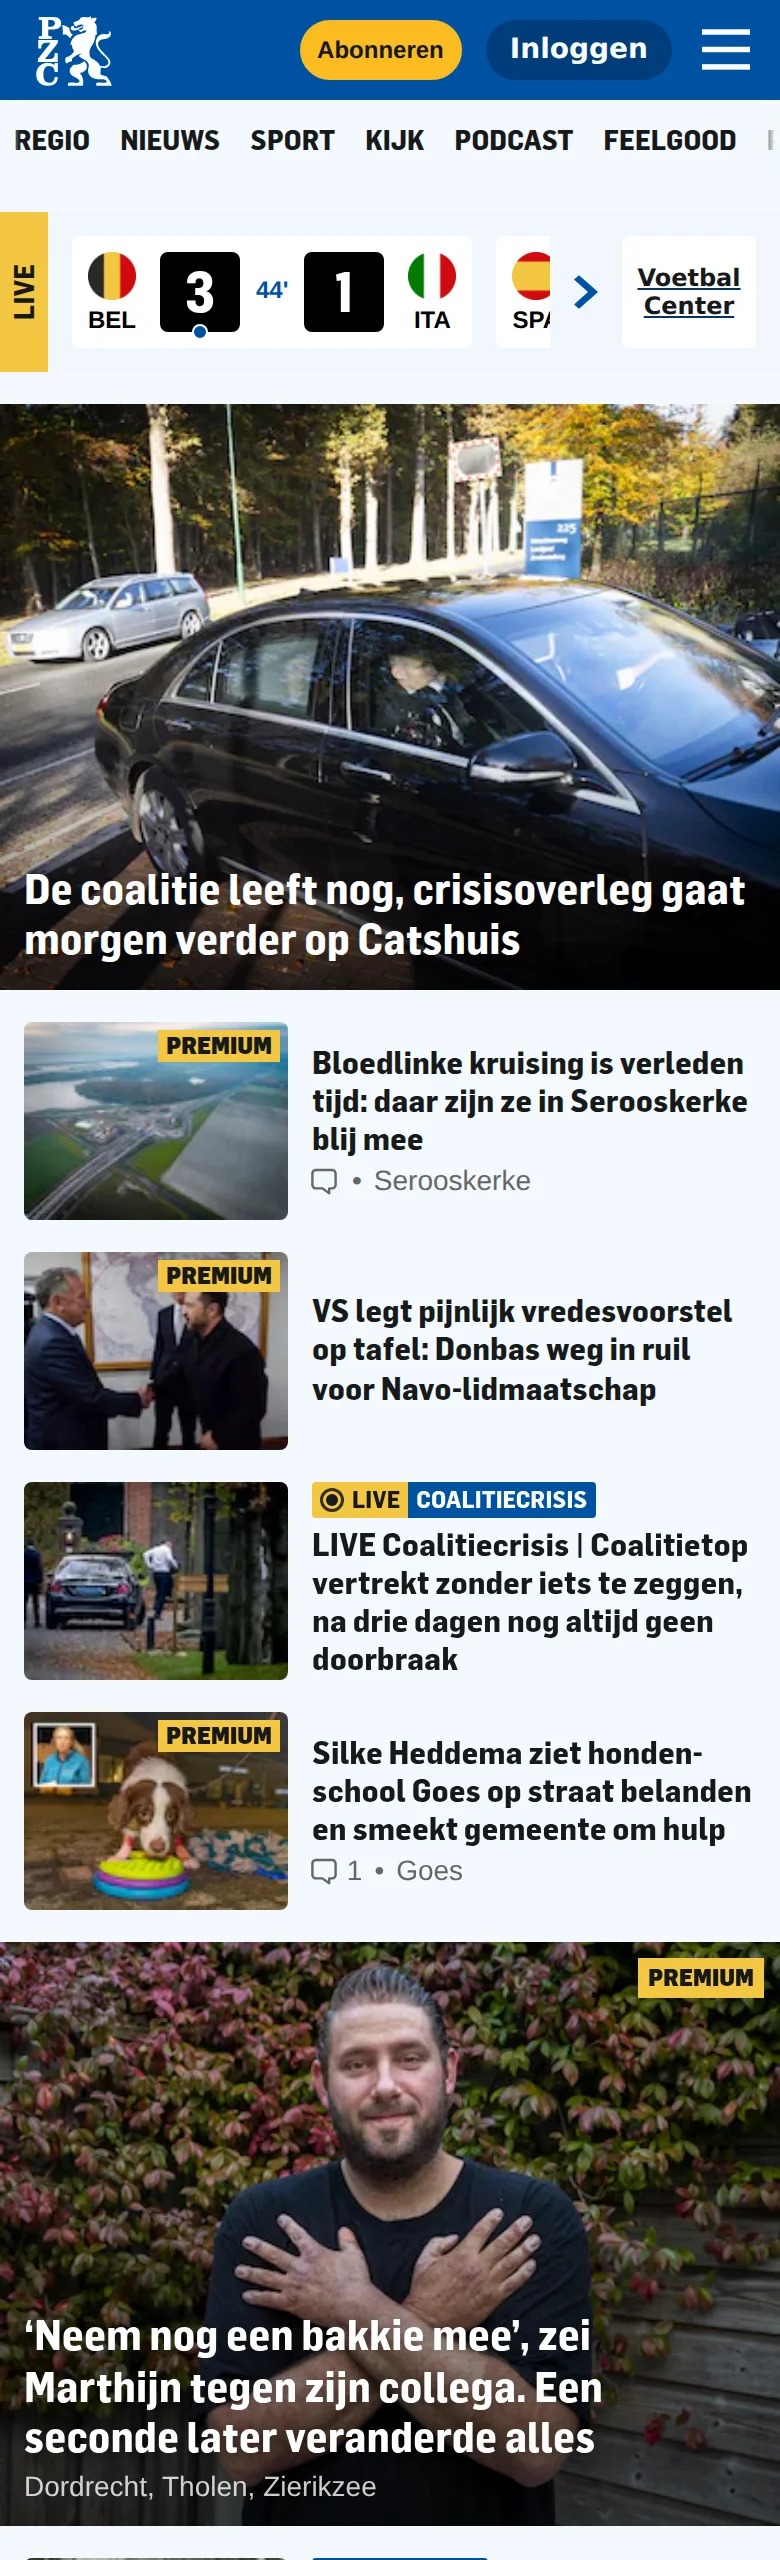 PZC
Abonneren
Inloggen
REGIO NIEUWS SPORT KIJK PODCAST FEELGOOD
LIVE
BEL 3 44' 1 ITA
SPA
Voetbal
Center
225
De coalitie leeft nog, crisisoverleg gaat
morgen verder op Catshuis
PREMIUM
Bloedlinke kruising is verleden
tijd: daar zijn ze in Serooskerke
blij mee
• Serooskerke
PREMIUM
VS legt pijnlijk vredesvoorstel
op tafel: Donbas weg in ruil
voor Navo-lidmaatschap
LIVE COALITIECRISIS
LIVE Coalitiecrisis | Coalitietop
vertrekt zonder iets te zeggen,
na drie dagen nog altijd geen
doorbraak
PREMIUM
Silke Heddema ziet honden-
school Goes op straat belanden
en smeekt gemeente om hulp
1 • Goes
PREMIUM
‘Neem nog een bakkie mee’, zei
Marthijn tegen zijn collega. Een
seconde later veranderde alles
Dordrecht, Tholen, Zierikzee